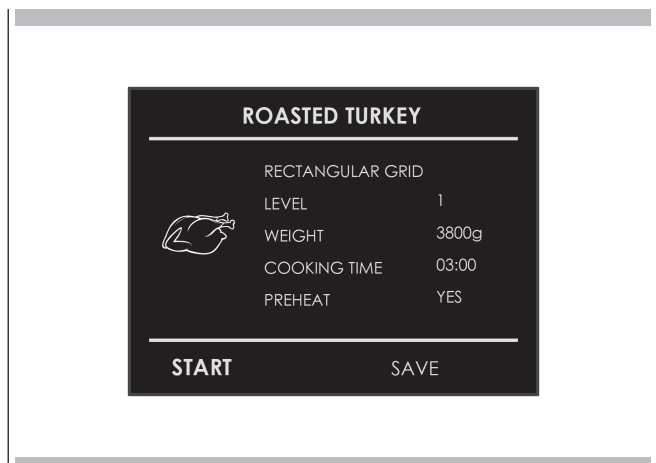 ROASTED TURKEY
RECTANGULAR GRID
LEVEL 1
WEIGHT 3800g
COOKING TIME 03:00
PREHEAT YES
START SAVE